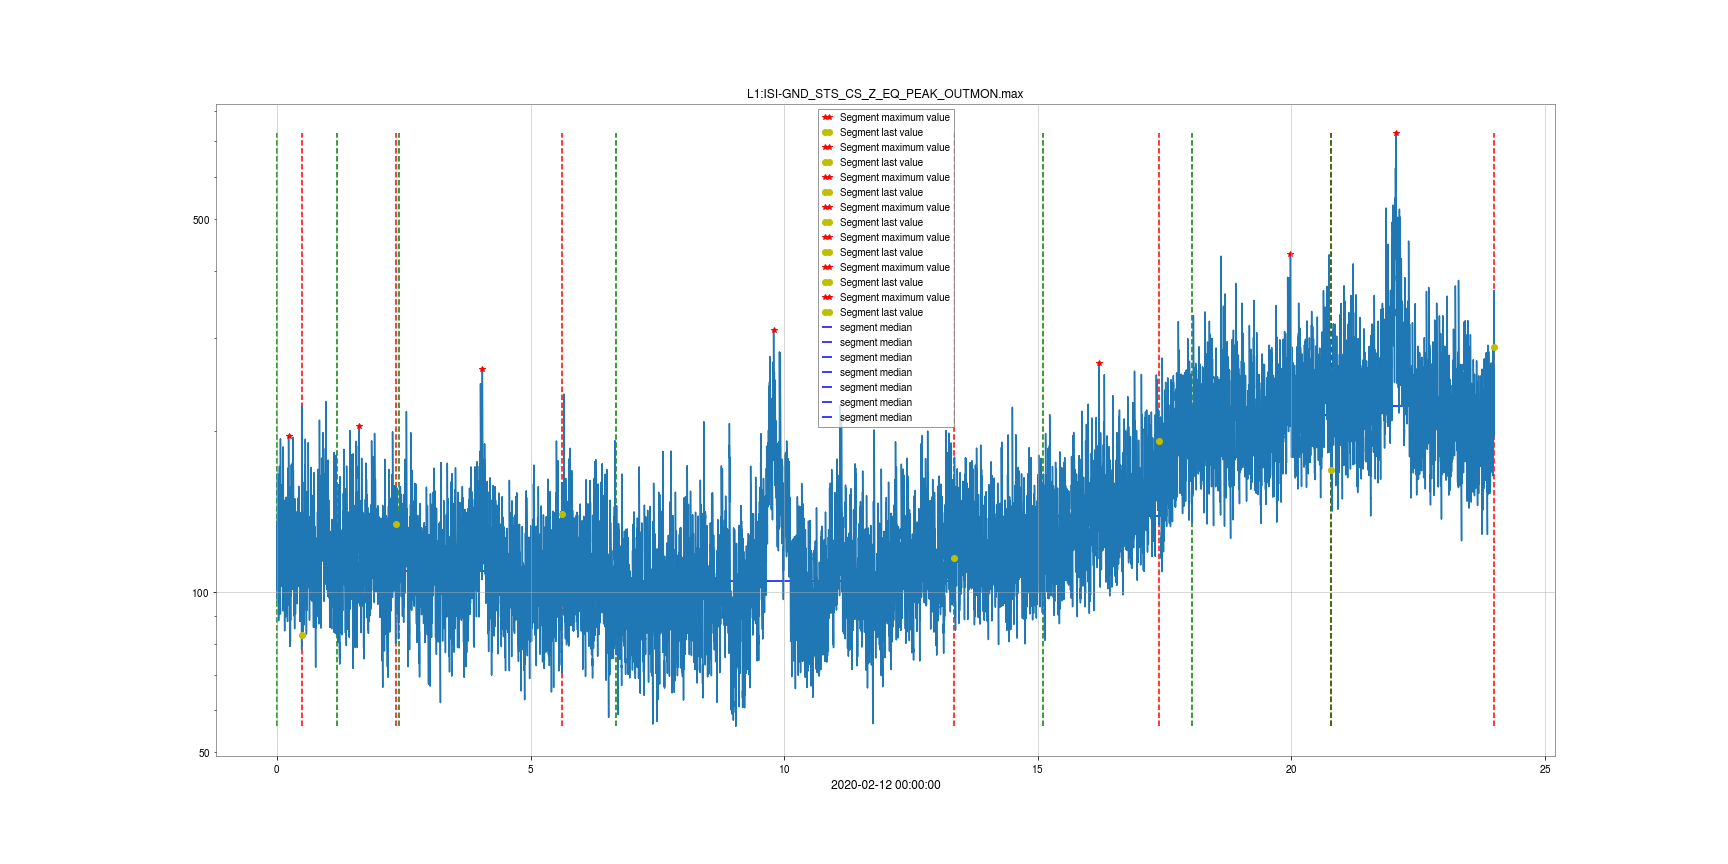 L1:ISI-GND_STS_CS_Z_EQ_PEAK_OUTMON.max
Segment maximum value
Segment last value
Segment maximum value
Segment last value
Segment maximum value
Segment last value
Segment maximum value
Segment last value
Segment maximum value
Segment last value
Segment maximum value
Segment last value
Segment maximum value
Segment last value
segment median
segment median
segment median
segment median
segment median
segment median
segment median
500
100
50
0 5 10 15 20 25
2020-02-12 00:00:00